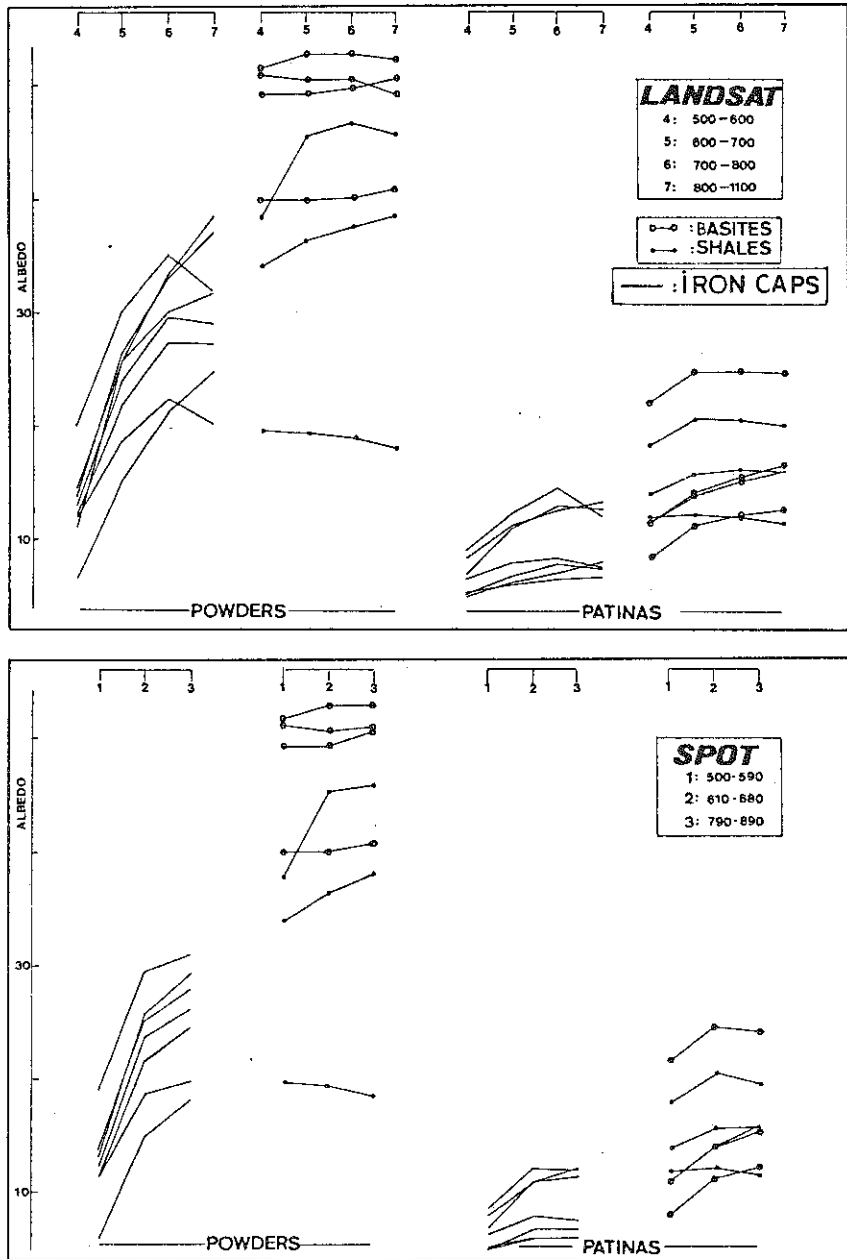 4 5 6 7 4 5 6 7 4 5 6 7 4 5 6 7
LANDSAT
4: 500-600
5: 600-700
6: 700-800
7: 800-1100
BASITES
:SHALES
: IRON CAPS
ALBEDO
30
10
POWDERS
PATINAS
1 2 3 1 2 3 1 2 3 1 2 3
SPOT
1: 500-590
2: 610-680
3: 790-890
ALBEDO
30
10
POWDERS
PATINAS